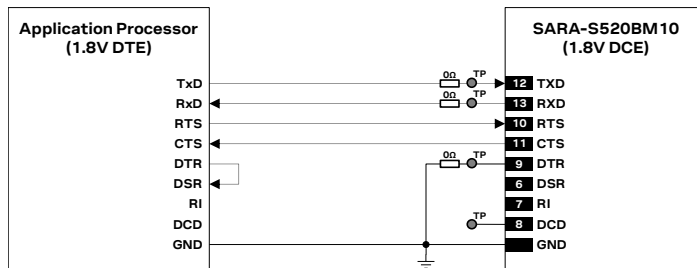 Application Processor
(1.8V DTE)
SARA-S520BM10
(1.8V DCE)
TxD 0Ω TP 12 TXD
RxD 0Ω TP 13 RXD
RTS 10 RTS
CTS 11 CTS
DTR 0Ω TP 9 DTR
DSR 6 DSR
RI 7 RI
DCD TP 8 DCD
GND GND